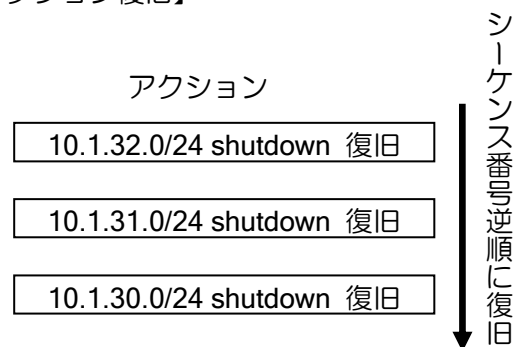 アクション
10.1.32.0/24 shutdown 復旧
10.1.31.0/24 shutdown 復旧
10.1.30.0/24 shutdown 復旧
シーケンス番号逆順に復旧